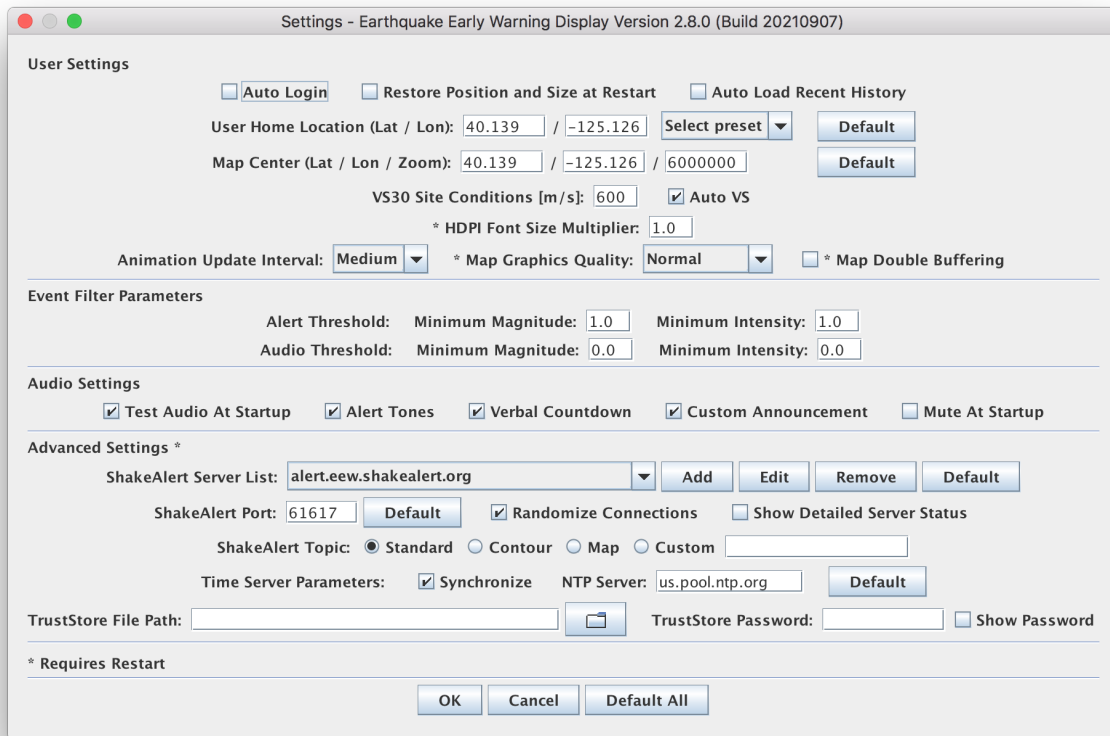 Settings - Earthquake Early Warning Display Version 2.8.0 (Build 20210907)
User Settings
Auto Login Restore Position and Size at Restart Auto Load Recent History
User Home Location (Lat / Lon): 40.139 / -125.126 Select preset Default
Map Center (Lat / Lon / Zoom): 40.139 / -125.126 / 6000000 Default
VS30 Site Conditions [m/s]: 600 Auto VS
* HDPI Font Size Multiplier: 1.0
Animation Update Interval: Medium * Map Graphics Quality: Normal * Map Double Buffering
Event Filter Parameters
Alert Threshold: Minimum Magnitude: 1.0 Minimum Intensity: 1.0
Audio Threshold: Minimum Magnitude: 0.0 Minimum Intensity: 0.0
Audio Settings
Test Audio At Startup Alert Tones Verbal Countdown Custom Announcement Mute At Startup
Advanced Settings *
ShakeAlert Server List: alert.eew.shakealert.org Add Edit Remove Default
ShakeAlert Port: 61617 Default Randomize Connections Show Detailed Server Status
ShakeAlert Topic: Standard Contour Map Custom
Time Server Parameters: Synchronize NTP Server: us.pool.ntp.org Default
TrustStore File Path: TrustStore Password: Show Password
* Requires Restart
OK Cancel Default All